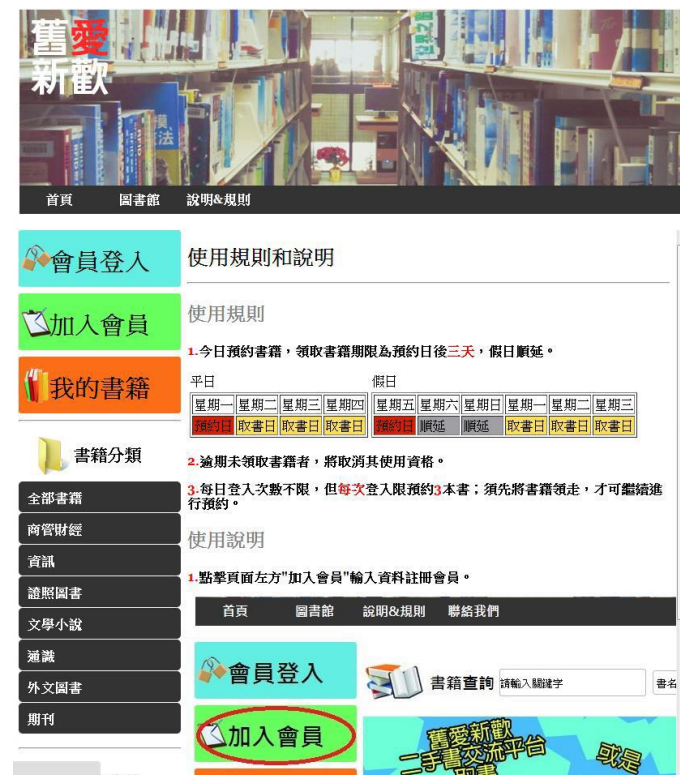 舊愛
新歡
首頁 圖書館 說明&規則
會員登入
加入會員
我的書籍
書籍分類
全部書籍
商管財經
資訊
證照圖書
文學小說
通識
外文圖書
期刊
使用規則和說明
使用規則
1.今日預約書籍，領取書籍期限為預約日後三天，假日順延。
平日 假日
星期一 星期二 星期三 星期四 星期五 星期六 星期日 星期一 星期二 星期三
預約日 取書日 取書日 取書日 預約日 順延 順延 取書日 取書日 取書日
2.逾期未領取書籍者，將取消其使用資格。
3.每日登入次數不限，但每次登入限預約3本書；須先將書籍領走，才可繼續進
行預約。
使用說明
1.點擊頁面左方"加入會員"輸入資料註冊會員。
首頁 圖書館 說明&規則 聯絡我們
會員登入
書籍查詢 請輸入關鍵字 書名
加入會員
舊愛新歡
二手書交流平台
或是